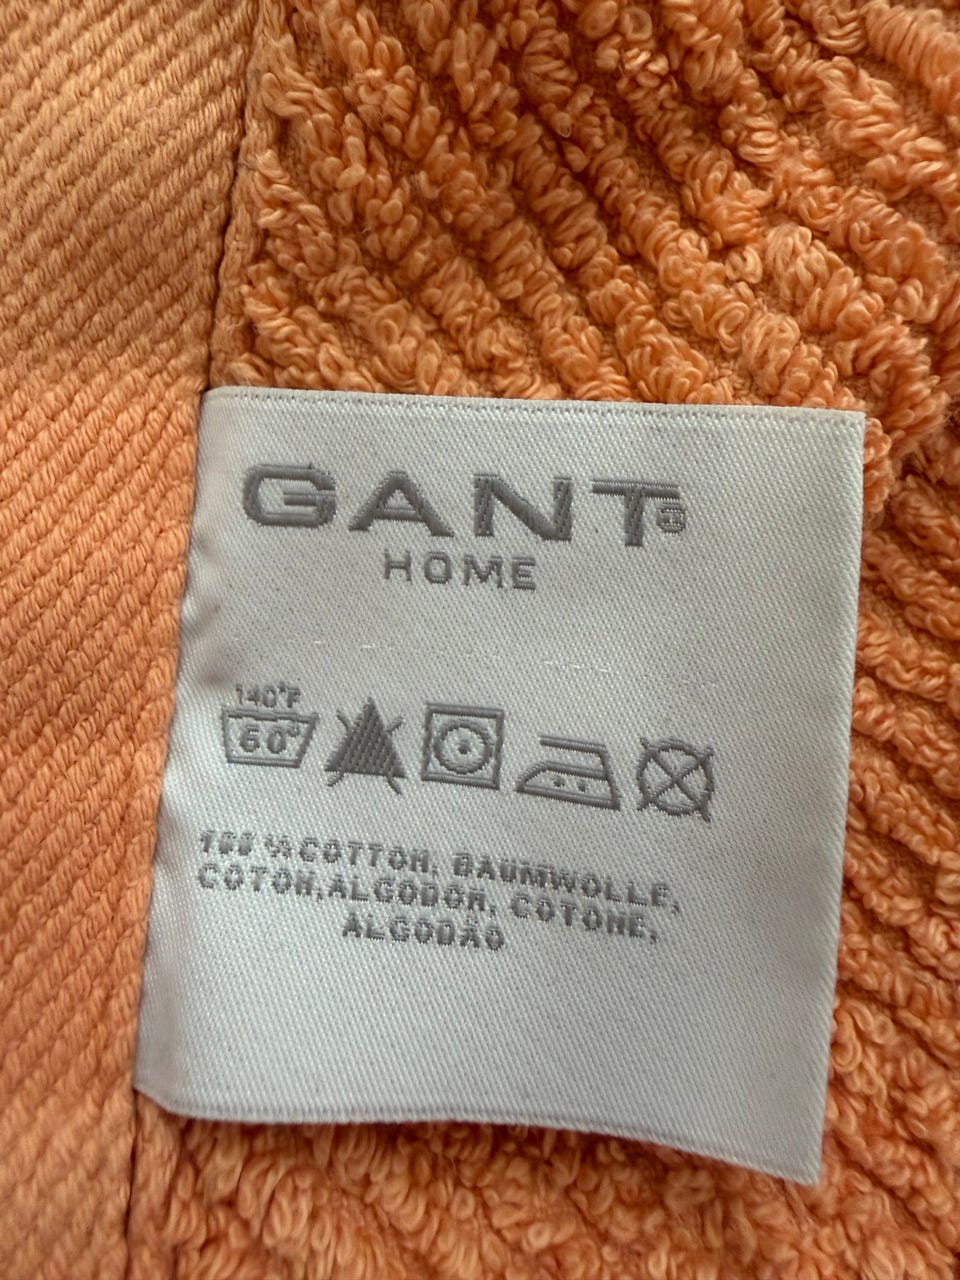 GANT®
HOME
140°F
60°
100% COTTON, BAUMWOLLE,
COTON, ALGODON, COTONE,
ALGODÃO